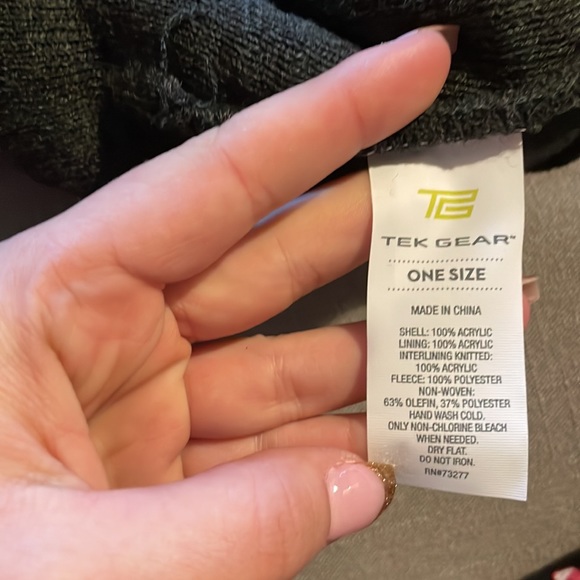 TG
TEK GEAR™
ONE SIZE
MADE IN CHINA
SHELL: 100% ACRYLIC
LINING: 100% ACRYLIC
INTERLINING KNITTED:
100% ACRYLIC
FLEECE: 100% POLYESTER
NON-WOVEN:
63% OLEFIN, 37% POLYESTER
HAND WASH COLD.
ONLY NON-CHLORINE BLEACH
WHEN NEEDED.
DRY FLAT.
DO NOT IRON.
RN#73277